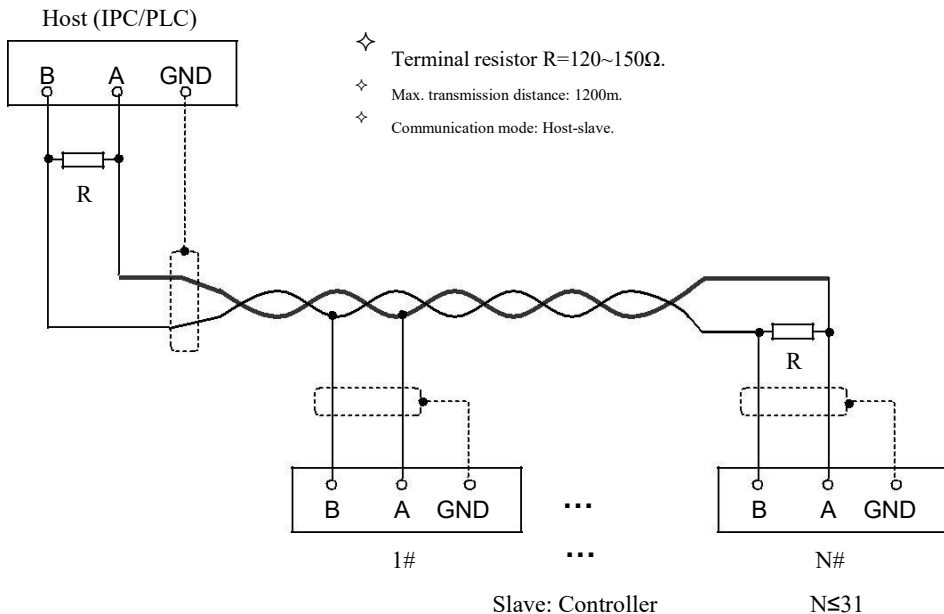 Host (IPC/PLC)
B A GND
R
Terminal resistor R=120~150Ω.
Max. transmission distance: 1200m.
Communication mode: Host-slave.
R
B A GND
...
B A GND
1#
...
N#
Slave: Controller
N≤31